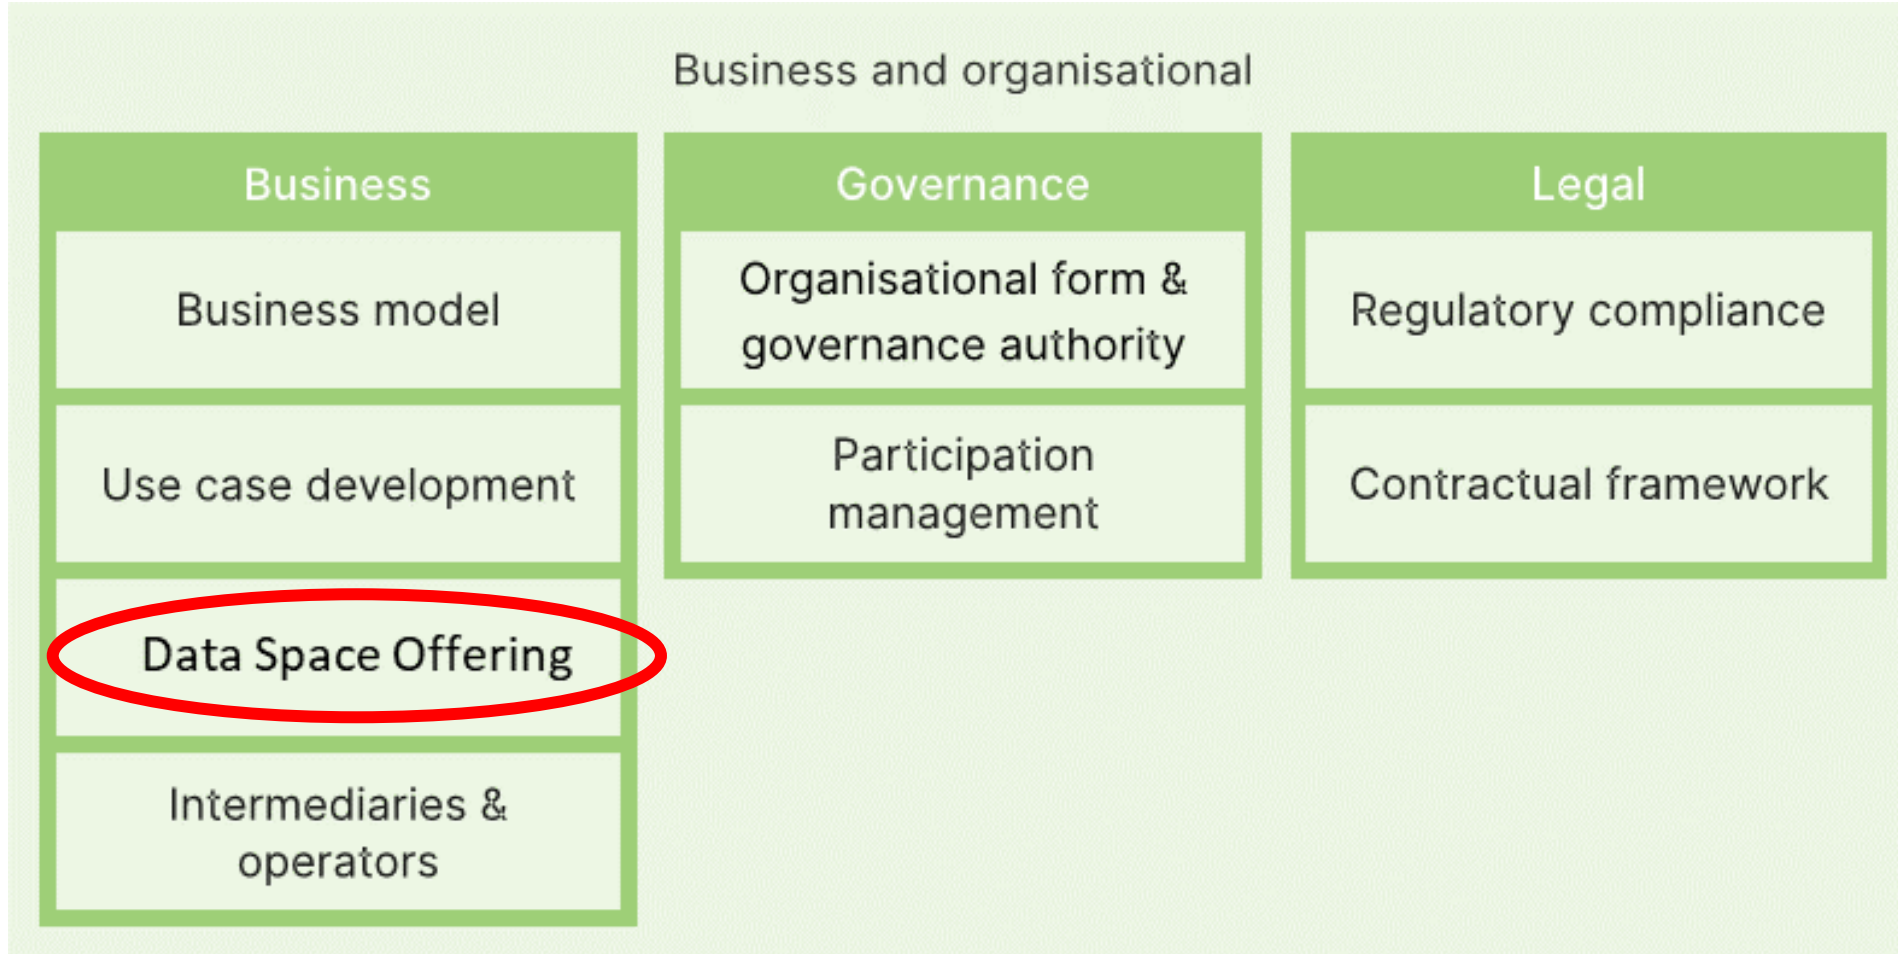 Business and organisational
Business
Business model
Use case development
Data Space Offering
Intermediaries &
operators
Governance
Organisational form &
governance authority
Participation
management
Legal
Regulatory compliance
Contractual framework